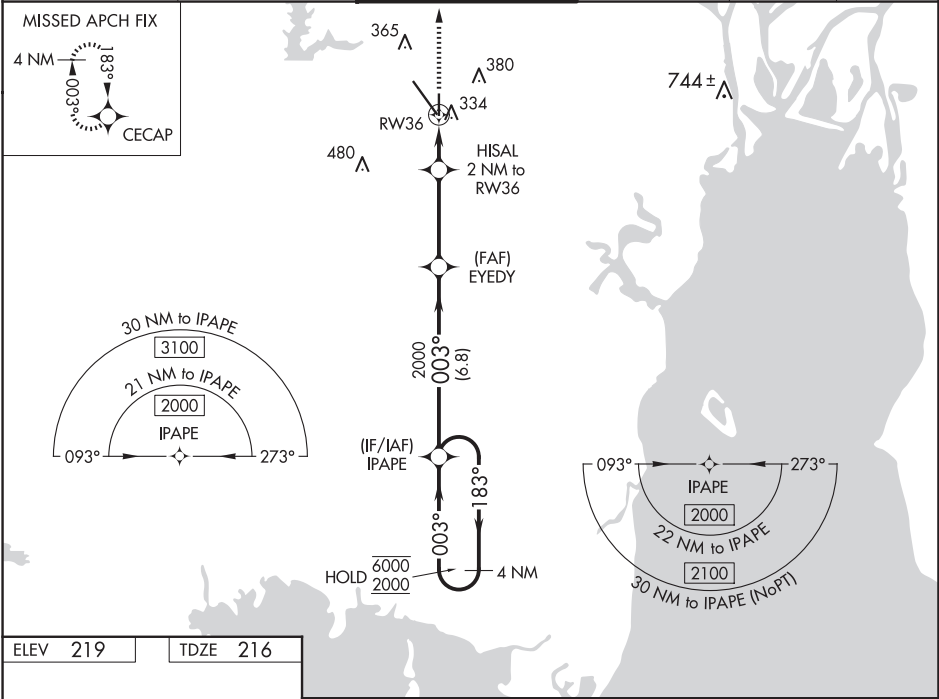 MISSED APCH FIX
4 NM
183°
003°
CECAP
365
380
334
RW36
744 ±
480
HISAL
2 NM to
RW36
(FAF)
EYEDY
2000
003°
(6.8)
30 NM to IPAPE
3100
21 NM to IPAPE
2000
IPAPE
093°
273°
(IF/IAF)
IPAPE
183°
003°
HOLD
6000
2000
4 NM
093°
273°
IPAPE
2000
22 NM to IPAPE
2100
30 NM to IPAPE (NoPT)
ELEV 219
TDZE 216